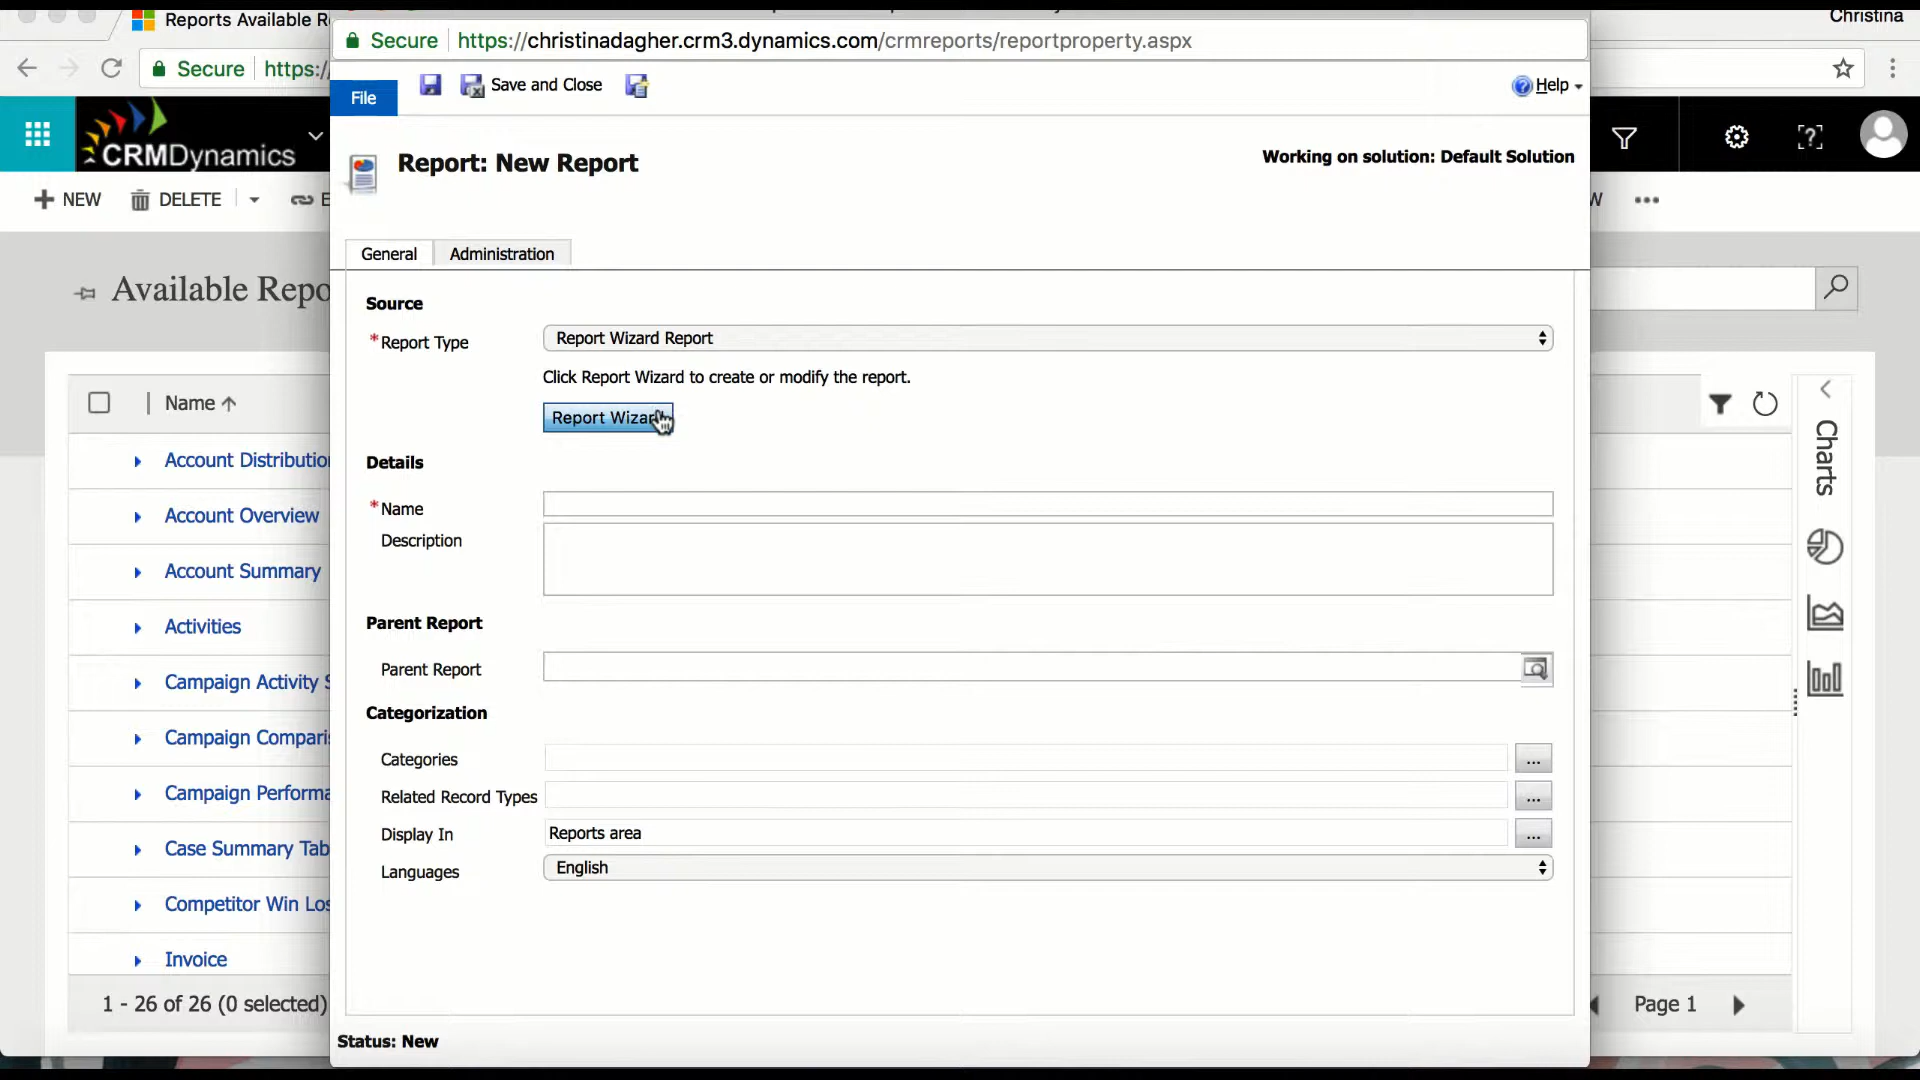 Reports Available R
Christina
Secure https://christinadagher.crm3.dynamics.com/crmreports/reportproperty.aspx
Secure https:/
File
Save and Close
Help
CRMDynamics
Report: New Report
Working on solution: Default Solution
NEW
DELETE
E
W
General
Administration
Available Repo
Source
*Report Type
Report Wizard Report
Click Report Wizard to create or modify the report.
Report Wizar
Name
Details
*Name
Description
Parent Report
Parent Report
Categorization
Categories
...
Related Record Types
...
Display In
Reports area
...
Languages
English
Account Distribution
Account Overview
Account Summary
Activities
Campaign Activity S
Campaign Comparis
Campaign Performa
Case Summary Tab
Competitor Win Los
Invoice
Charts
1 - 26 of 26 (0 selected)
Page 1
Status: New